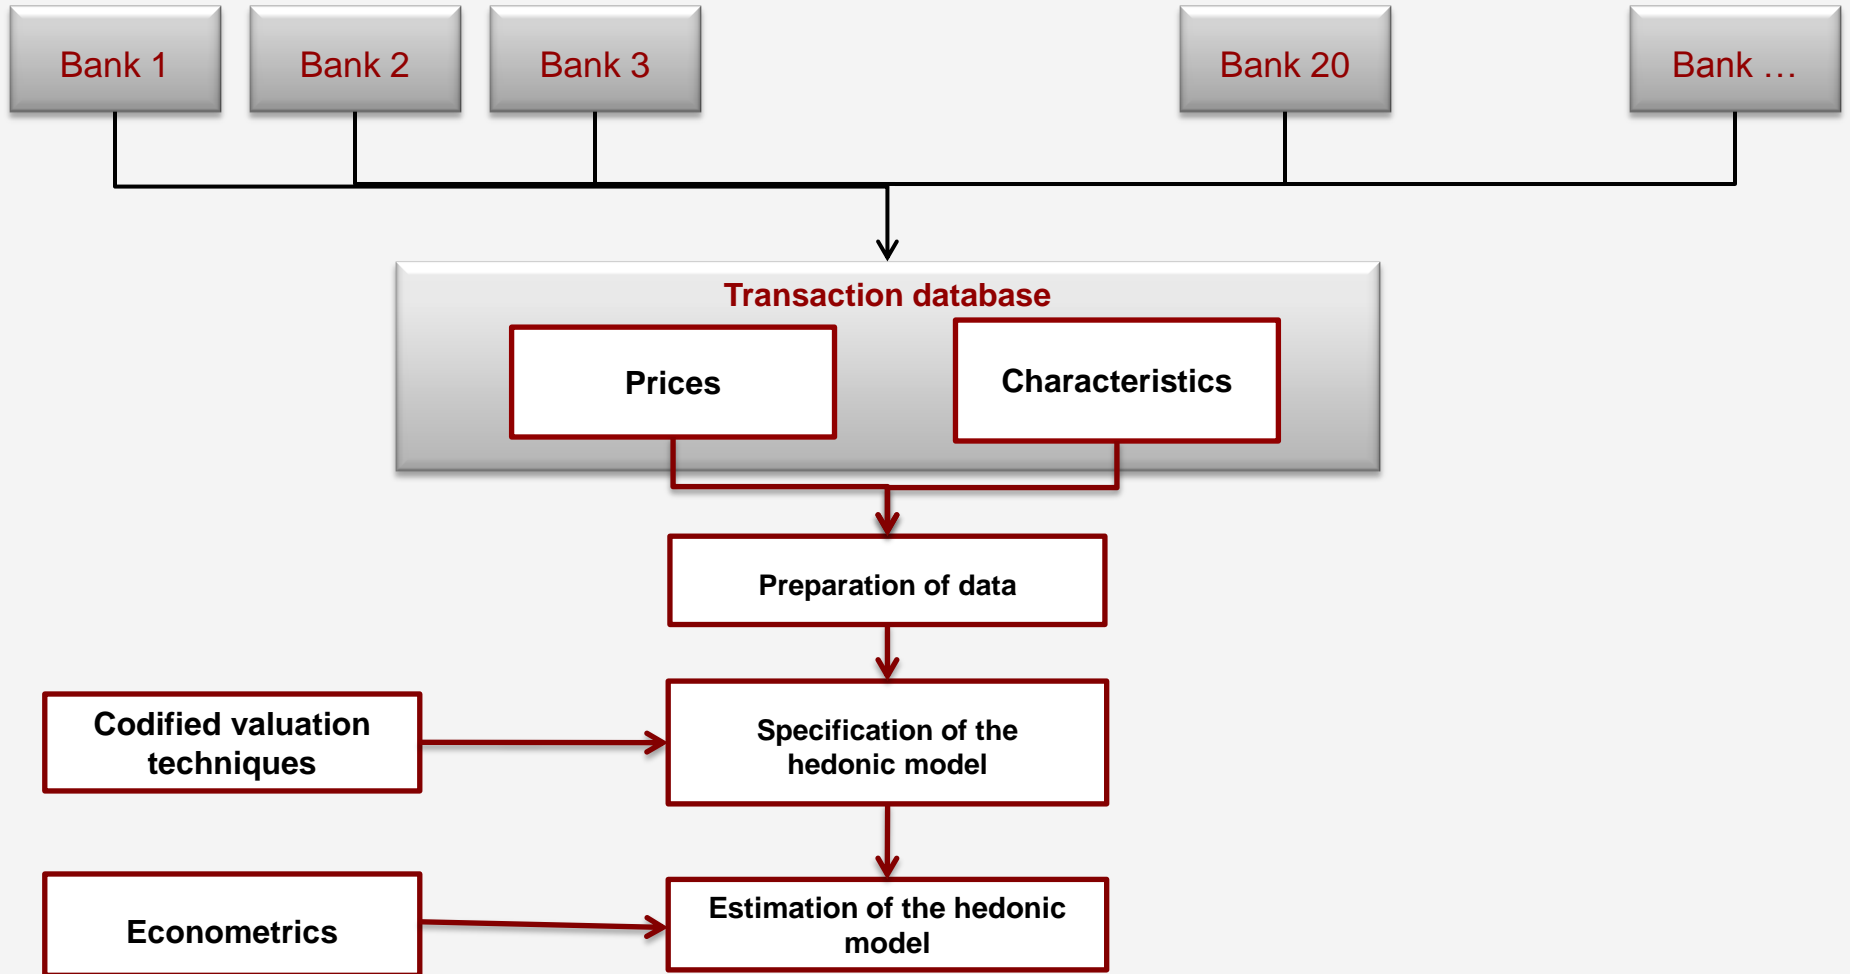 Bank 1
Bank 2
Bank 3
Bank 20
Bank …
Transaction database
Prices
Characteristics
Preparation of data
Codified valuation
techniques
Specification of the
hedonic model
Econometrics
Estimation of the hedonic
model